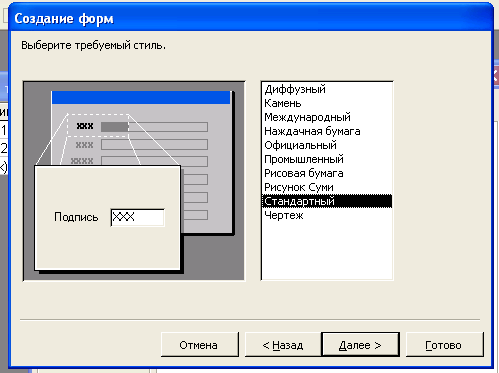 Создание форм
Выберите требуемый стиль.
xxx
xxx
xxxx
Подпись XXX
Диффузный
Камень
Международный
Наждачная бумага
Официальный
Промышленный
Рисовая бумага
Рисунок Суми
Стандартный
Чертеж
Отмена
< Назад
Далее >
Готово